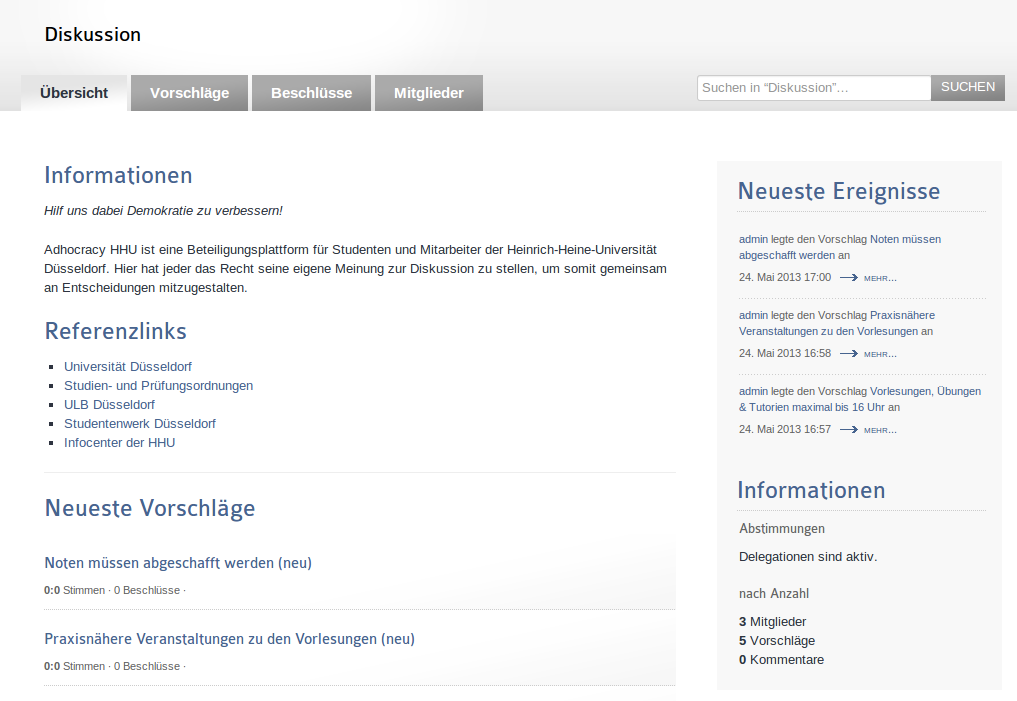 Diskussion
Übersicht
Vorschläge
Beschlüsse
Mitglieder
Suchen in “Diskussion”...
SUCHEN
Informationen
Hilf uns dabei Demokratie zu verbessern!
Adhocracy HHU ist eine Beteiligungsplattform für Studenten und Mitarbeiter der Heinrich-Heine-Universität
Düsseldorf. Hier hat jeder das Recht seine eigene Meinung zur Diskussion zu stellen, um somit gemeinsam
an Entscheidungen mitzugestalten.
Referenzlinks
Universität Düsseldorf
Studien- und Prüfungsordnungen
ULB Düsseldorf
Studentenwerk Düsseldorf
Infocenter der HHU
Neueste Vorschläge
Noten müssen abgeschafft werden (neu)
0:0 Stimmen · 0 Beschlüsse ·
Praxisnähere Veranstaltungen zu den Vorlesungen (neu)
0:0 Stimmen · 0 Beschlüsse ·
Neueste Ereignisse
admin legte den Vorschlag Noten müssen
abgeschafft werden an
24. Mai 2013 17:00 MEHR...
admin legte den Vorschlag Praxisnähere
Veranstaltungen zu den Vorlesungen an
24. Mai 2013 16:58 MEHR...
admin legte den Vorschlag Vorlesungen, Übungen
& Tutorien maximal bis 16 Uhr an
24. Mai 2013 16:57 MEHR...
Informationen
Abstimmungen
Delegationen sind aktiv.
nach Anzahl
3 Mitglieder
5 Vorschläge
0 Kommentare